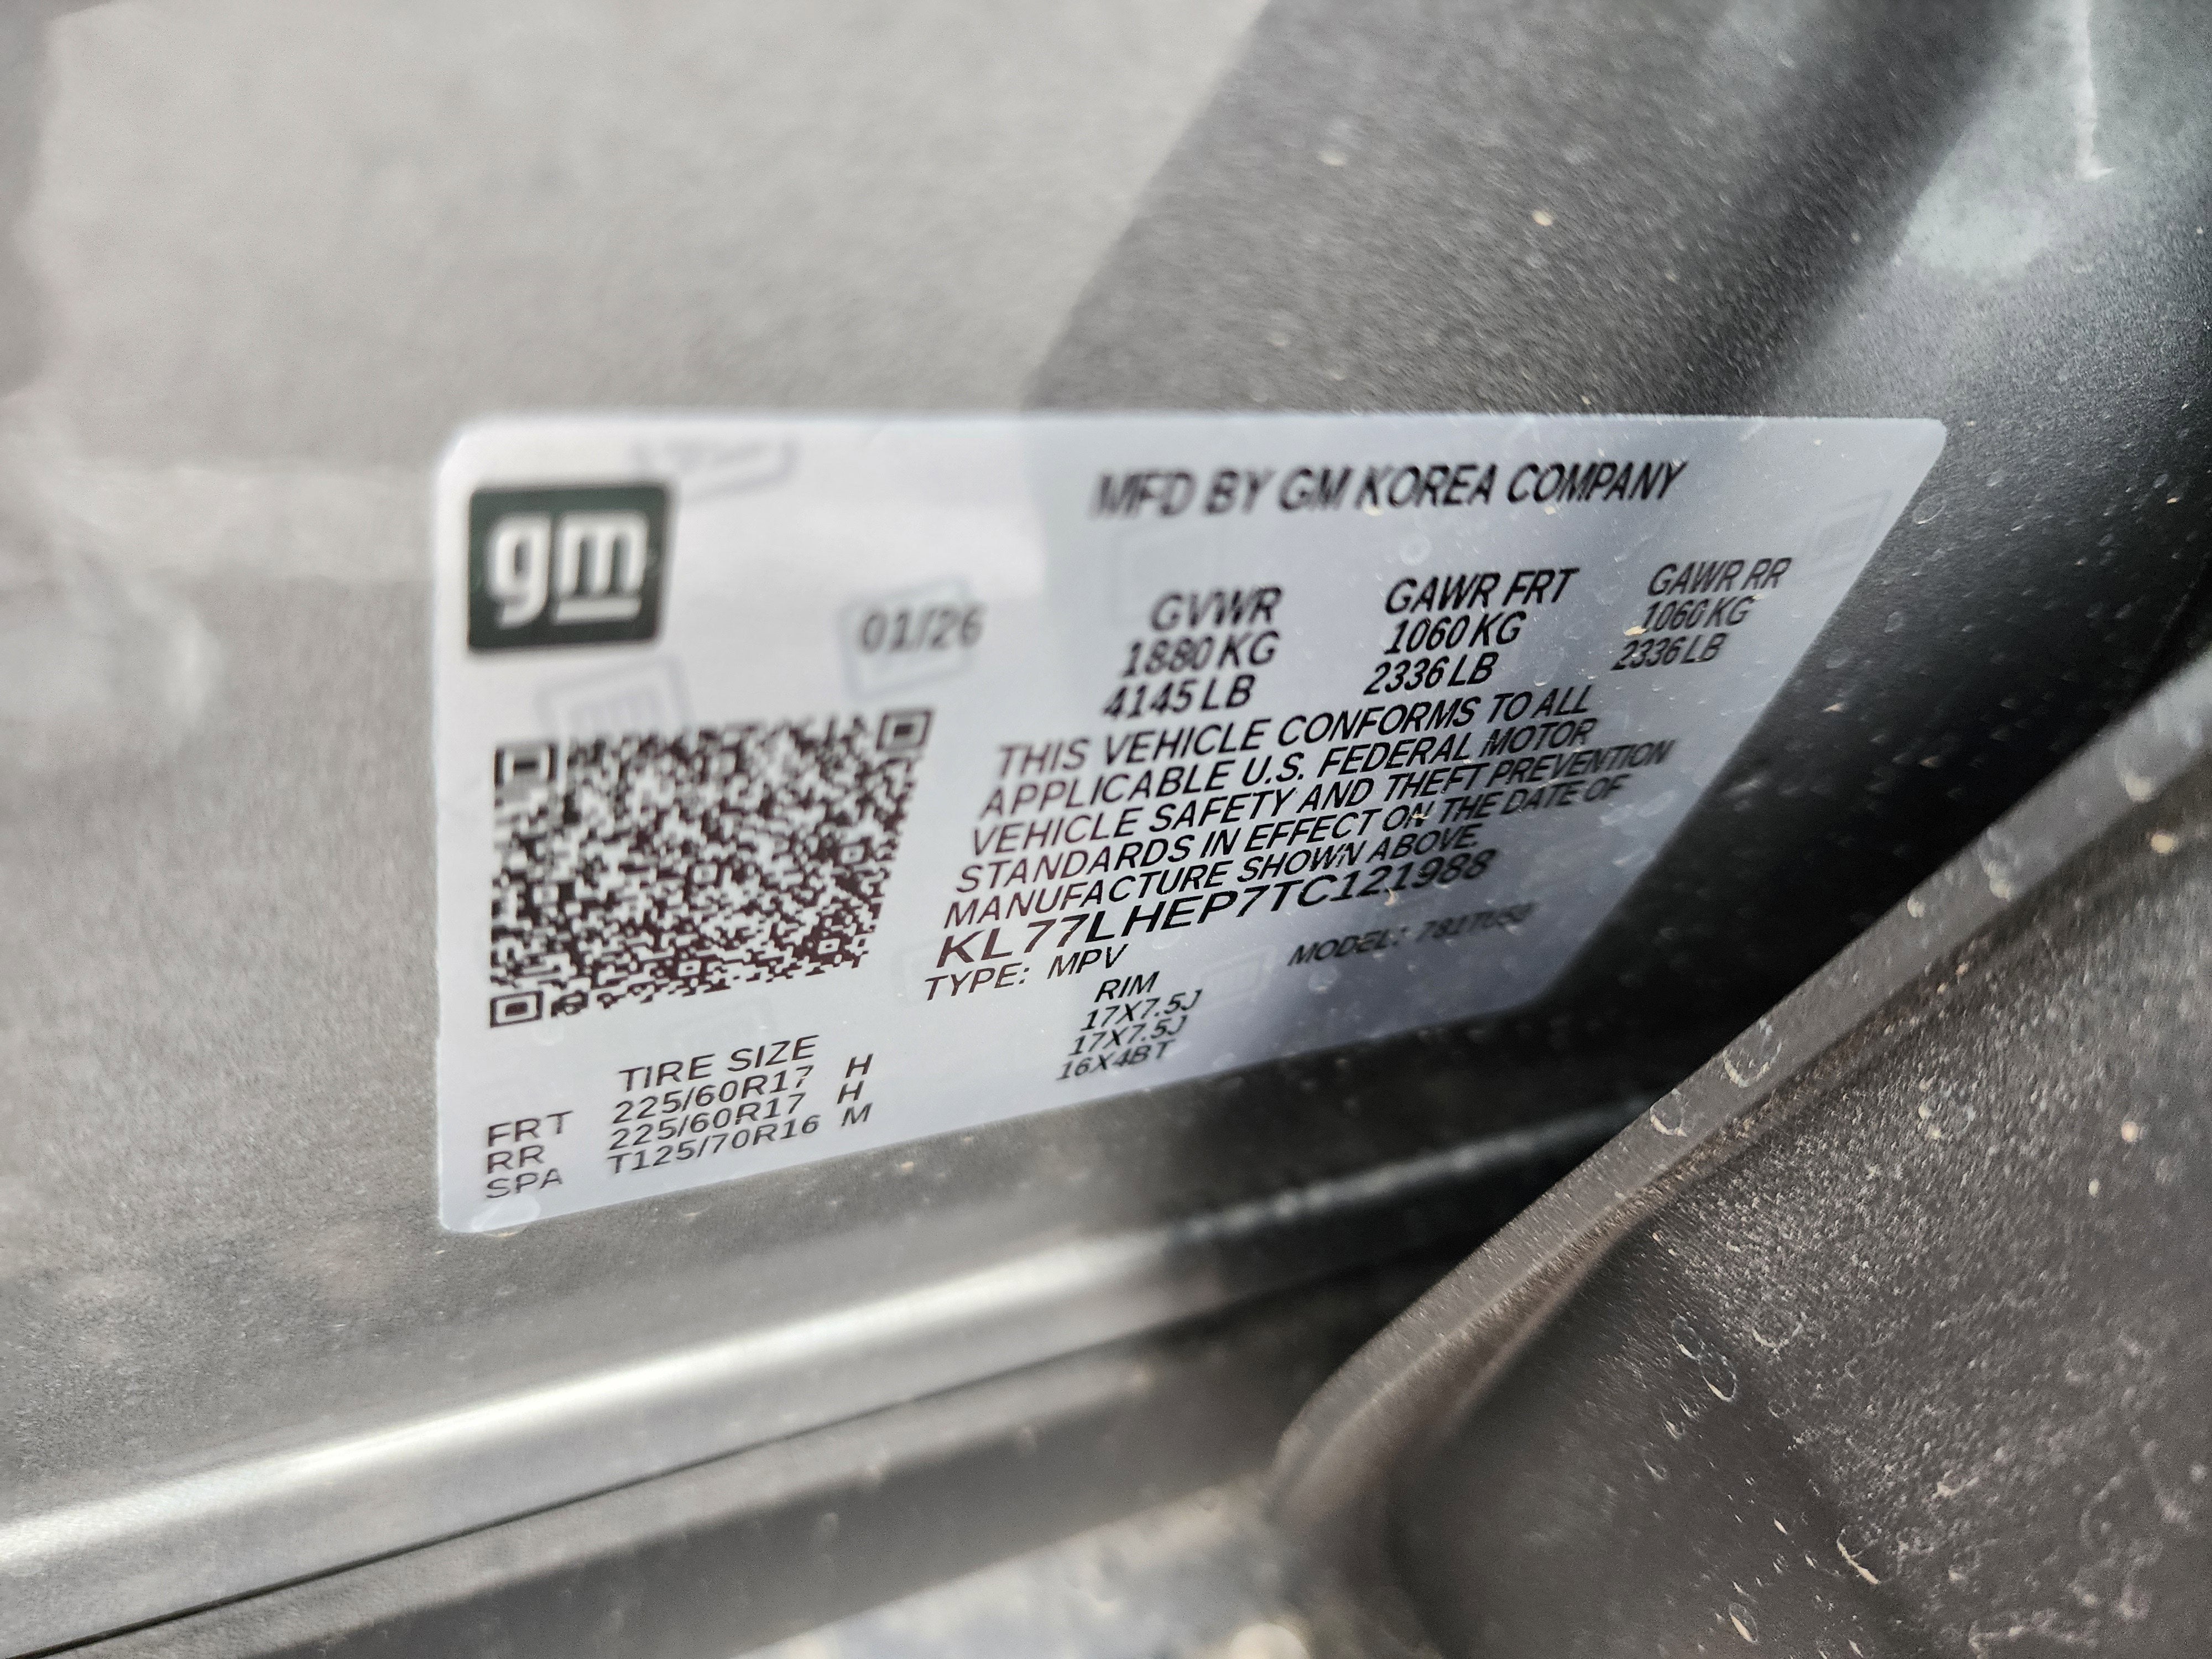 gm
MFD BY GM KOREA COMPANY
01/26
GVWR GAWR FRT GAWR RR
1880 KG 1060 KG 1060 KG
4145 LB 2336 LB 2336 LB
THIS VEHICLE CONFORMS TO ALL
APPLICABLE U.S. FEDERAL MOTOR
VEHICLE SAFETY AND THEFT PREVENTION
STANDARDS IN EFFECT ON THE DATE OF
MANUFACTURE SHOWN ABOVE.
KL77LHEP7TC121988
TYPE: MPV MODEL:
TIRE SIZE RIM
FRT 225/60R17 H 17X7.5J
RR 225/60R17 H 17X7.5J
SPA T125/70R16 M 16X4BT